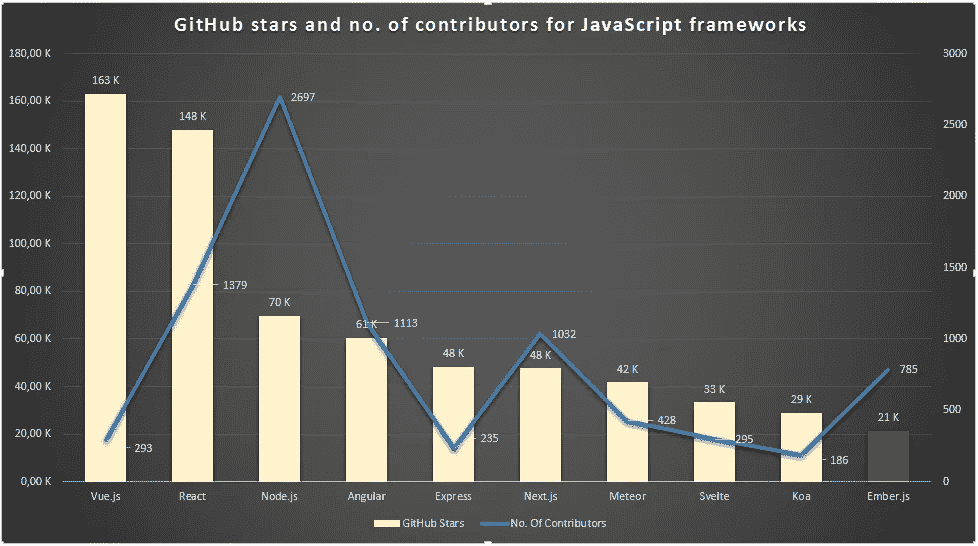 GitHub stars and no. of contributors for JavaScript frameworks
180,00 K
160,00 K
140,00 K
120,00 K
100,00 K
80,00 K
60,00 K
40,00 K
20,00 K
0,00 K
3000
2500
2000
1500
1000
500
0
163 K
148 K
70 K
61 K
48 K
48 K
42 K
33 K
29 K
21 K
293
1379
2697
1113
235
1032
428
295
186
785
Vue.js React Node.js Angular Express Next.js Meteor Svelte Koa Ember.js
GitHub Stars No. Of Contributors